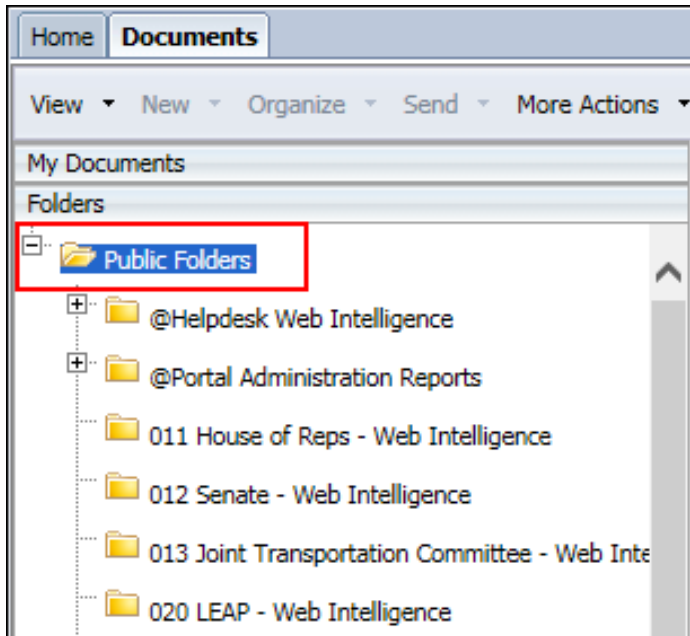 Home Documents
View New Organize Send More Actions
My Documents
Folders
Public Folders
@Helpdesk Web Intelligence
@Portal Administration Reports
011 House of Reps - Web Intelligence
012 Senate - Web Intelligence
013 Joint Transportation Committee - Web Inte
020 LEAP - Web Intelligence